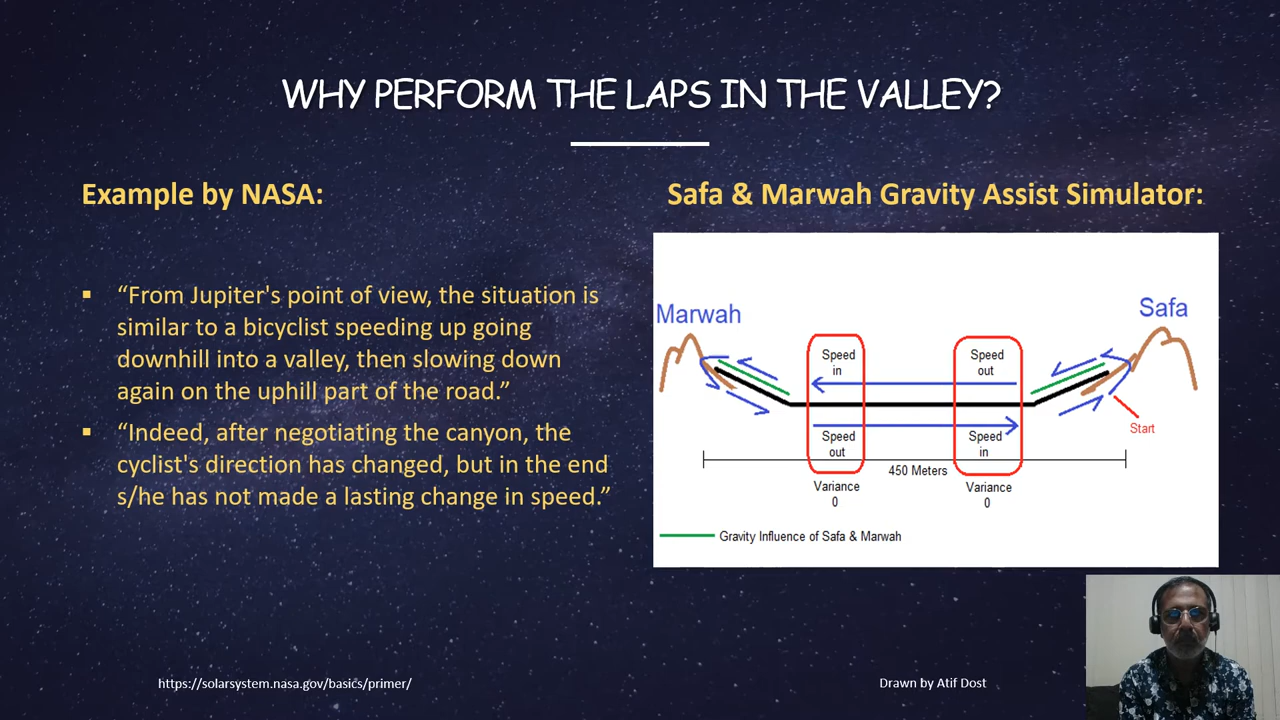 WHY PERFORM THE LAPS IN THE VALLEY?
Example by NASA:
▪ “From Jupiter's point of view, the situation is
similar to a bicyclist speeding up going
downhill into a valley, then slowing down
again on the uphill part of the road.”
▪ “Indeed, after negotiating the canyon, the
cyclist's direction has changed, but in the end
s/he has not made a lasting change in speed.”
Safa & Marwah Gravity Assist Simulator:
Marwah
Safa
Speed
in
Speed
out
Start
Speed
out
Speed
in
450 Meters
Variance
0
Variance
0
Gravity Influence of Safa & Marwah
https://solarsystem.nasa.gov/basics/primer/
Drawn by Atif Dost